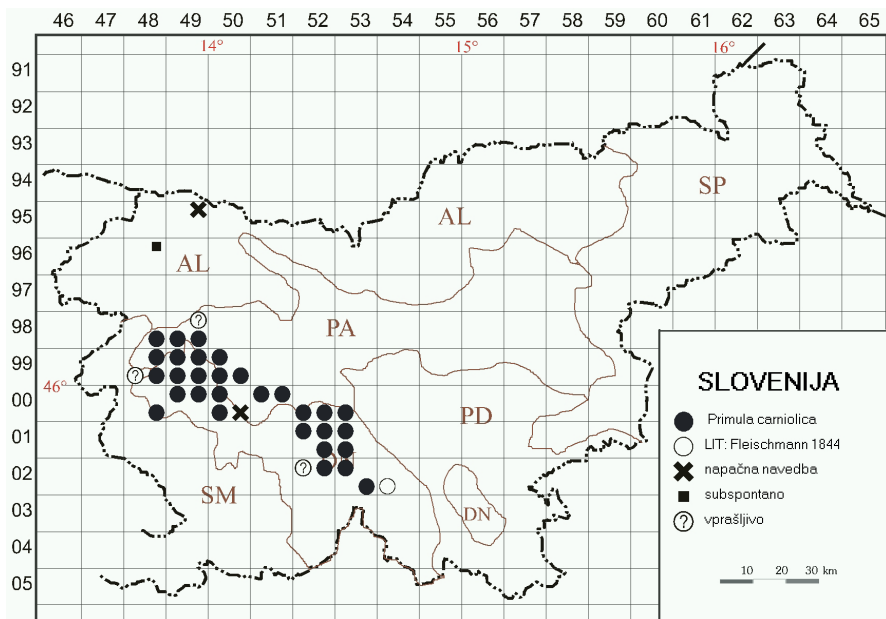 46 47 48 49 50 51 52 53 54 55 56 57 58 59 60 61 62 63 64 65
14° 15° 16°
91
92
93
94
SP
95
AL
96
AL
97
98
PA
99
46°
SLOVENIJA
00
PD
Primula carniolica
01
LIT: Fleischmann 1844
napačna navedba
02
SM
subspontano
03
DN
? vprašljivo
04
05
10 20 30 km
?
?
?